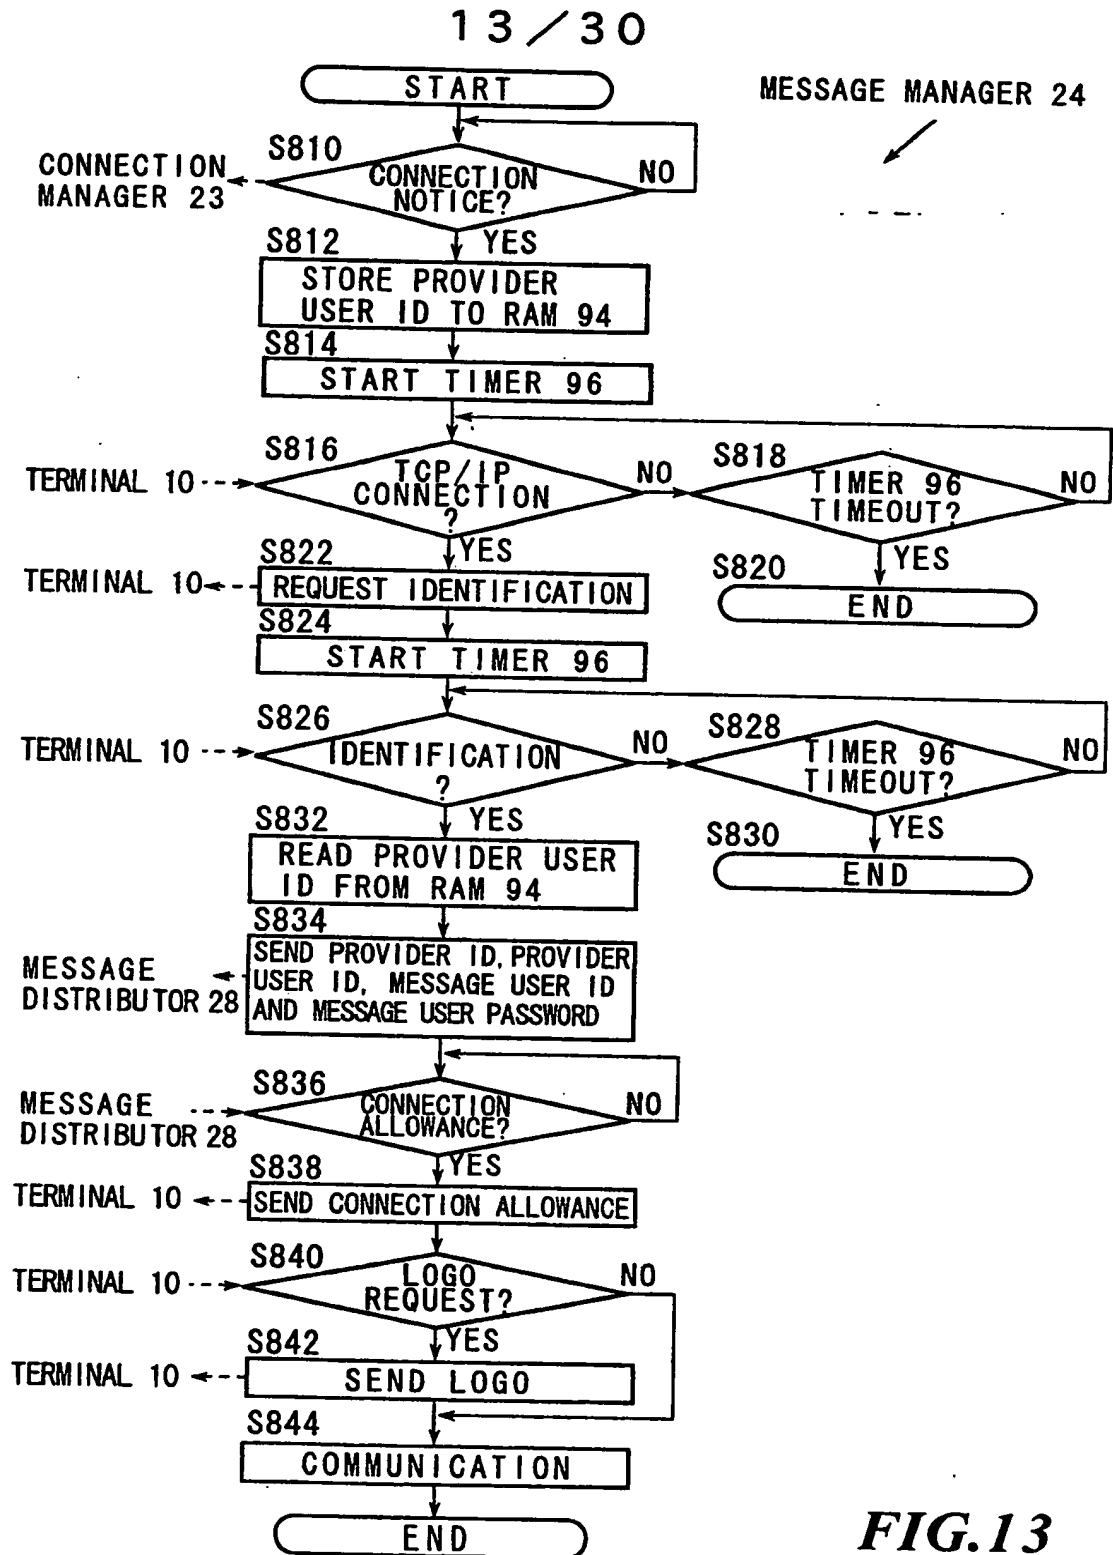 13/30
START
MESSAGE MANAGER 24
S810
CONNECTION
MANAGER 23
CONNECTION
NOTICE?
NO
YES
S812
STORE PROVIDER
USER ID TO RAM 94
S814
START TIMER 96
S816
TERMINAL 10
TCP/IP
CONNECTION
?
NO
S818
TIMER 96
TIMEOUT?
NO
YES
YES
S820
END
S822
TERMINAL 10
REQUEST IDENTIFICATION
S824
START TIMER 96
S826
TERMINAL 10
IDENTIFICATION
?
NO
S828
TIMER 96
TIMEOUT?
NO
YES
YES
S830
END
S832
READ PROVIDER USER
ID FROM RAM 94
S834
MESSAGE
DISTRIBUTOR 28
SEND PROVIDER ID, PROVIDER
USER ID, MESSAGE USER ID
AND MESSAGE USER PASSWORD
S836
MESSAGE
DISTRIBUTOR 28
CONNECTION
ALLOWANCE?
NO
YES
S838
TERMINAL 10
SEND CONNECTION ALLOWANCE
S840
TERMINAL 10
LOGO
REQUEST?
NO
YES
S842
TERMINAL 10
SEND LOGO
S844
COMMUNICATION
END
FIG.13